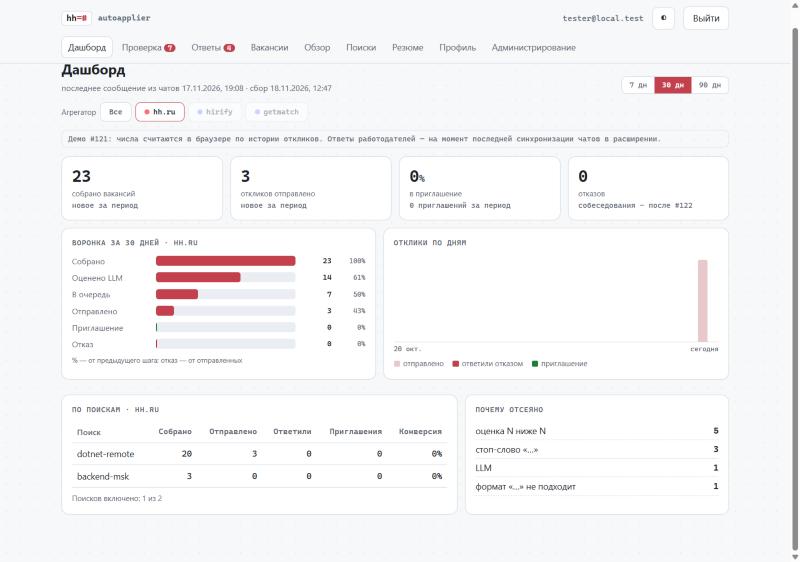 hh=# autoapplier tester@local.test Выйти
Дашборд Проверка 7 Ответы 4 Вакансии Обзор Поиски Резюме Профиль Администрирование
Дашборд
последнее сообщение из чатов 17.11.2026, 19:08 · сбор 18.11.2026, 12:47
7 дн 30 дн 90 дн
Агрегатор Все hh.ru hirify getmatch
Демо #121: числа считаются в браузере по истории откликов. Ответы работодателей — на момент последней синхронизации чатов в расширении.
23
собрано вакансий
новое за период
3
откликов отправлено
новое за период
0%
в приглашение
0 приглашений за период
0
отказов
собеседования — после #122
ВОРОНКА ЗА 30 ДНЕЙ · HH.RU
Собрано 23 100%
Оценено LLM 14 61%
В очередь 7 50%
Отправлено 3 43%
Приглашение 0 0%
Отказ 0 0%
% — от предыдущего шага: отказ — от отправленных
ОТКЛИКИ ПО ДНЯМ
20 окт. сегодня
отправлено ответили отказом приглашение
ПО ПОИСКАМ · HH.RU
Поиск Собрано Отправлено Ответили Приглашения Конверсия
dotnet-remote 20 3 0 0 0%
backend-msk 3 0 0 0 0%
Поисков включено: 1 из 2
ПОЧЕМУ ОТСЕЯНО
оценка N ниже N 5
стоп-слово «…» 3
LLM 1
формат «…» не подходит 1